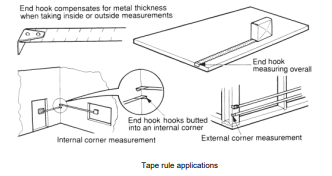 End hook compensates for metal thickness
when taking inside or outside measurements
End hook
measuring overall
End hook hooks butted
into an internal corner
Internal corner measurement
External corner measurement
Tape rule applications